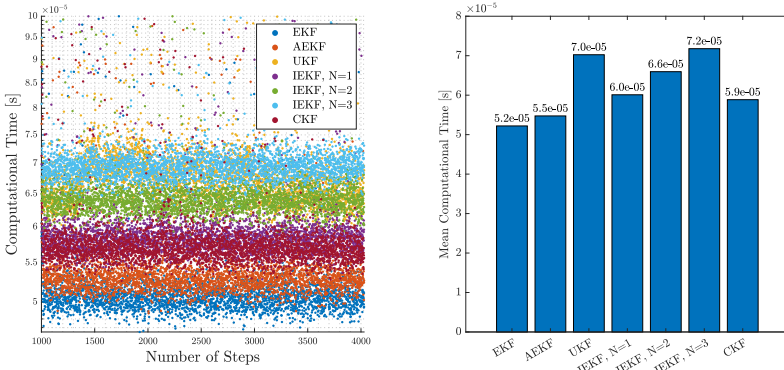 ×10⁻⁵
10
9.5
9
8.5
8
7.5
7
6.5
6
5.5
5
Computational Time [s]
1000
1500
2000
2500
3000
3500
4000
Number of Steps
EKF
AEKF
UKF
IEKF, N=1
IEKF, N=2
IEKF, N=3
CKF
×10⁻⁵
8
7
6
5
4
3
2
1
0
Mean Computational Time [s]
5.2e-05
5.5e-05
7.0e-05
6.0e-05
6.6e-05
7.2e-05
5.9e-05
EKF
AEKF
UKF
IEKF, N=1
IEKF, N=2
IEKF, N=3
CKF